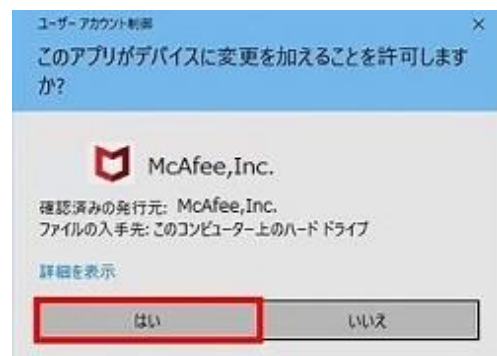 ユーザー アカウント制御
このアプリがデバイスに変更を加えることを許可します
か?
McAfee,Inc.
確認済みの発行元: McAfee,Inc.
ファイルの入手先: このコンピューター上のハード ドライブ
詳細を表示
はい
いいえ